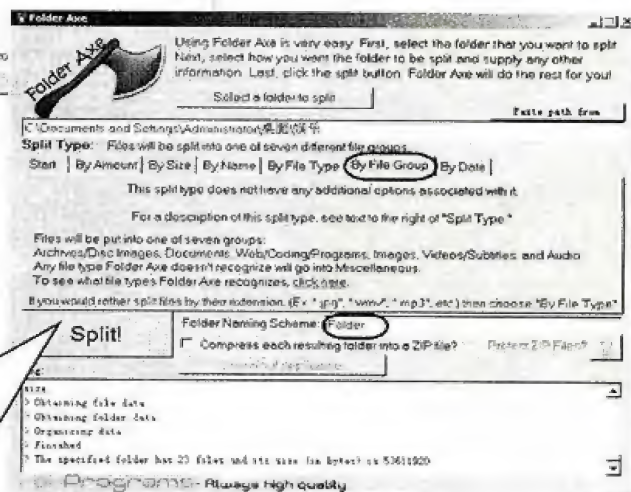 Folder Axe
Folder Axe
Using Folder Axe is very easy. First, select the folder that you want to split
Next, select how you want the folder to be split and supply any other
information. Last, click the split button. Folder Axe will do the rest for you!
Select a folder to split
Paste path from
C:\Documents and Settings\Administrator\桌面\
Split Type: Files will be split into one of seven different file groups.
Start By Amount By Size By Name By File Type By File Group By Date
This split type does not have any additional options associated with it.
For a description of this split type, see text to the right of "Split Type."
Files will be put into one of seven groups:
Archives/Disc Images, Documents, Web/Coding/Programs, Images, Videos/Subtitles, and Audio
Any file type Folder Axe doesn't recognize will go into Miscellaneous.
To see what file types Folder Axe recognizes, click here.
If you would rather split files by their extension. (Ex. ".jpg", ".wmv", ".mp3", etc.) then choose "By File Type"
Split!
Folder Naming Scheme: Folder
Compress each resulting folder into a ZIP file? Protect ZIP Files?
size
> Obtaining file data
> Obtaining folder data
> Organizing data
> Finished
> The specified folder has 23 files and its size (in bytes) is 53611920
Programs - Always high quality